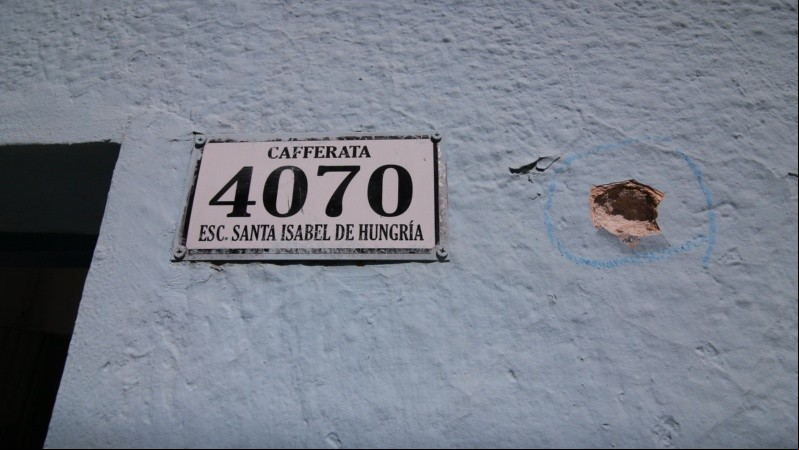 CAFFERATA
4070
ESC. SANTA ISABEL DE HUNGRÍA